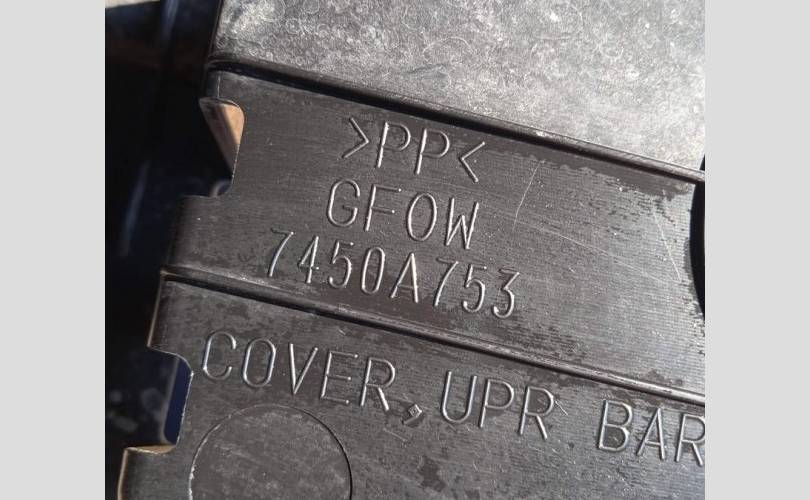 >PP<
GFOW
7450A753
COVER, UPR BAR